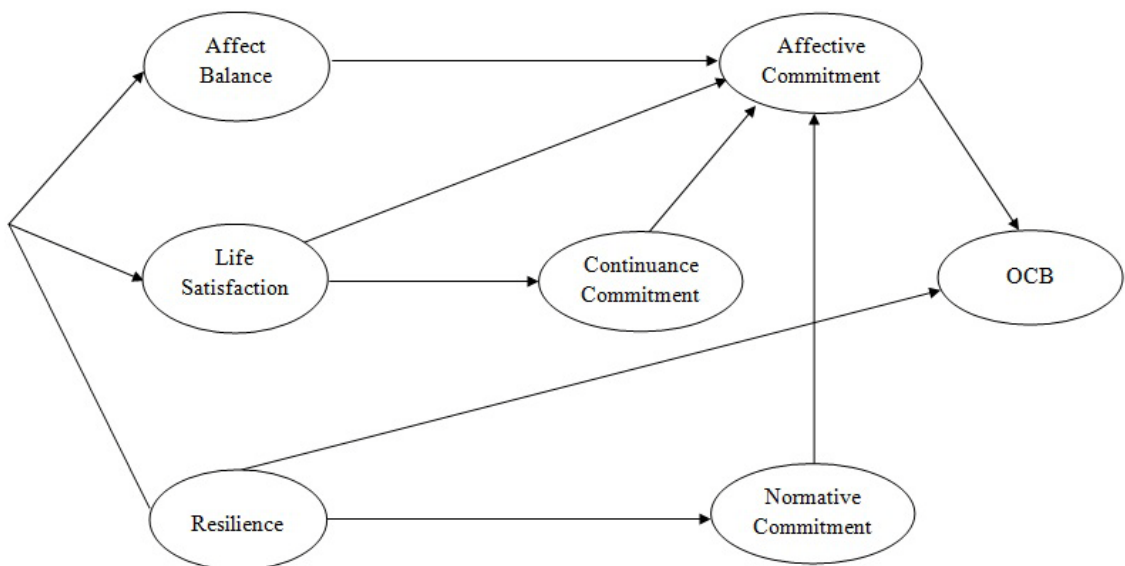 Affect
Balance
Affective
Commitment
Life
Satisfaction
Continuance
Commitment
OCB
Resilience
Normative
Commitment